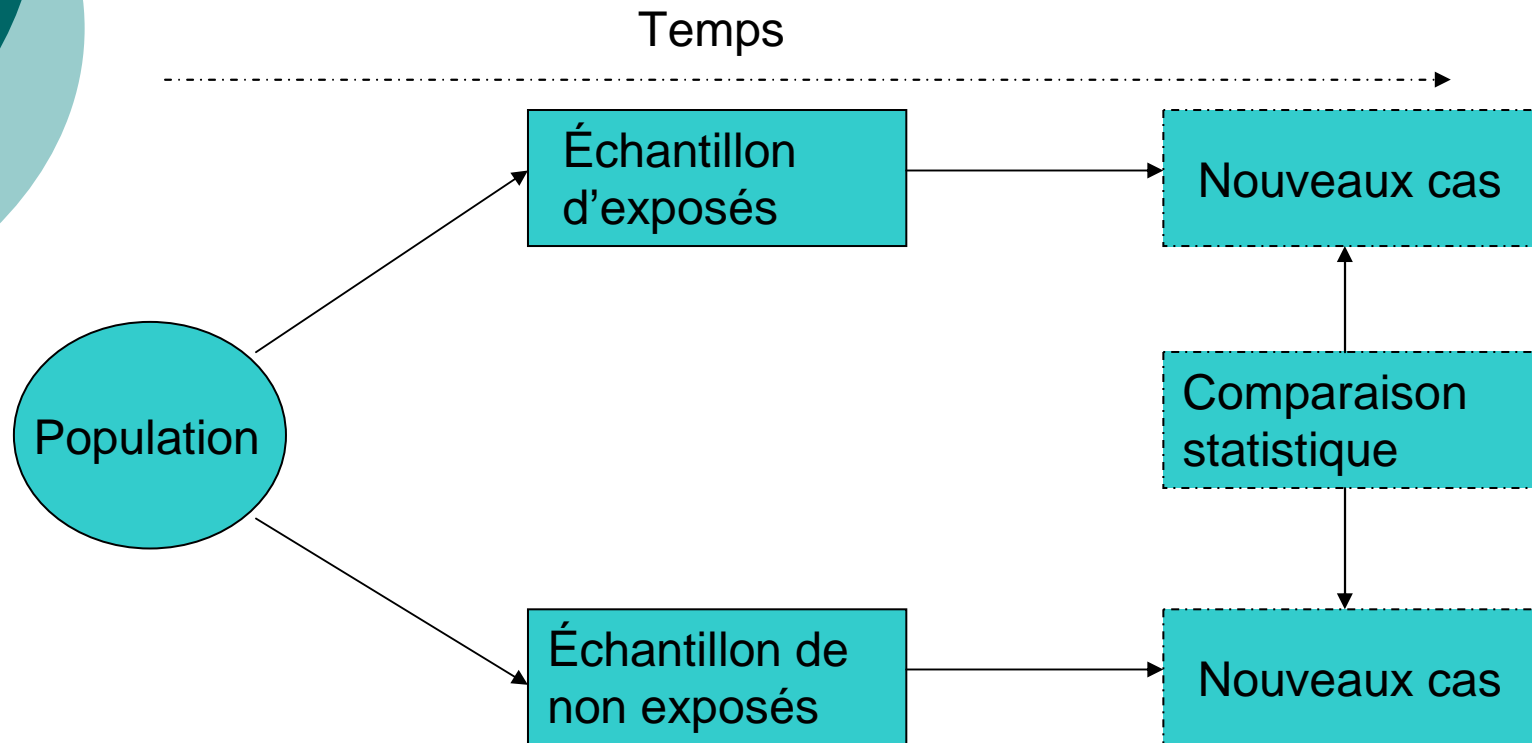 Temps
Échantillon
d'exposés
Nouveaux cas
Population
Comparaison
statistique
Échantillon de
non exposés
Nouveaux cas